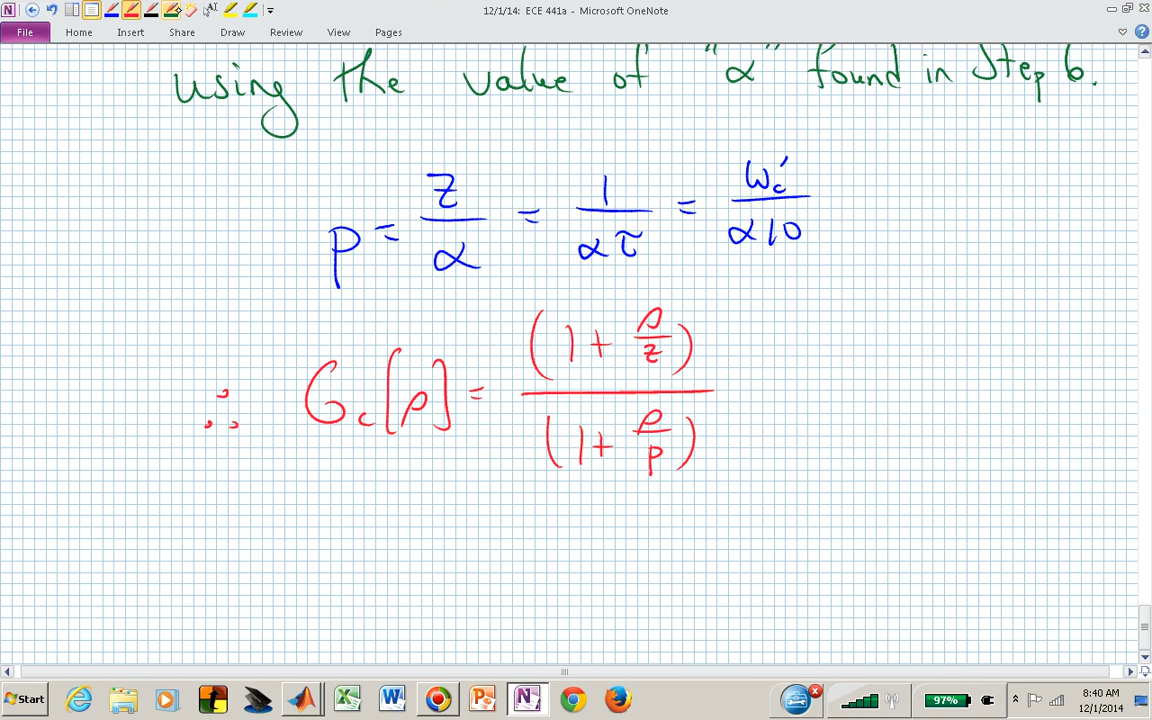 12/1/14: ECE 441a - Microsoft OneNote
File Home Insert Share Draw Review View Pages
using the value of "α" found in Step 6.
p = z/α = 1/(ατ) = ωc'/(α10)
∴ Gc[s] = (1 + s/z)/(1 + s/p)
Start
97%
8:40 AM
12/1/2014